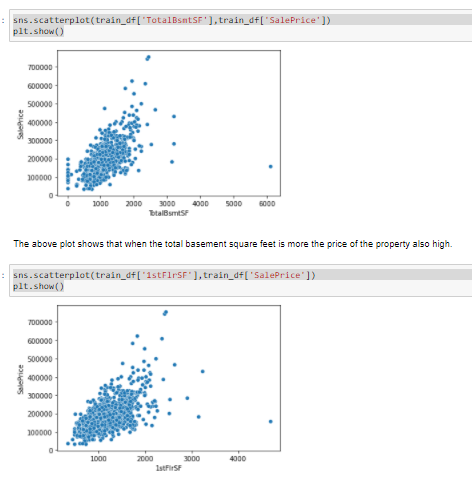 : sns.scatterplot(train_df['TotalBsmtSF'],train_df['SalePrice'])
plt.show()
700000
600000
500000
400000
300000
200000
100000
0
SalePrice
0 1000 2000 3000 4000 5000 6000
TotalBsmtSF
The above plot shows that when the total basement square feet is more the price of the property also high.
: sns.scatterplot(train_df['1stFlrSF'],train_df['SalePrice'])
plt.show()
700000
600000
500000
400000
300000
200000
100000
0
SalePrice
1000 2000 3000 4000
1stFlrSF